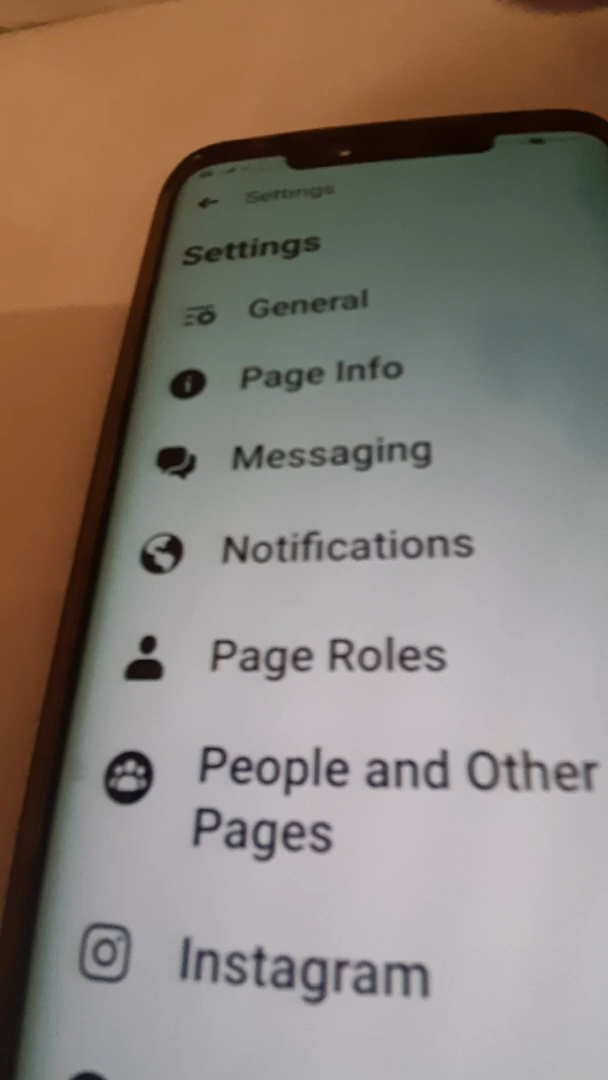 Settings
Settings
General
Page Info
Messaging
Notifications
Page Roles
People and Other
Pages
Instagram